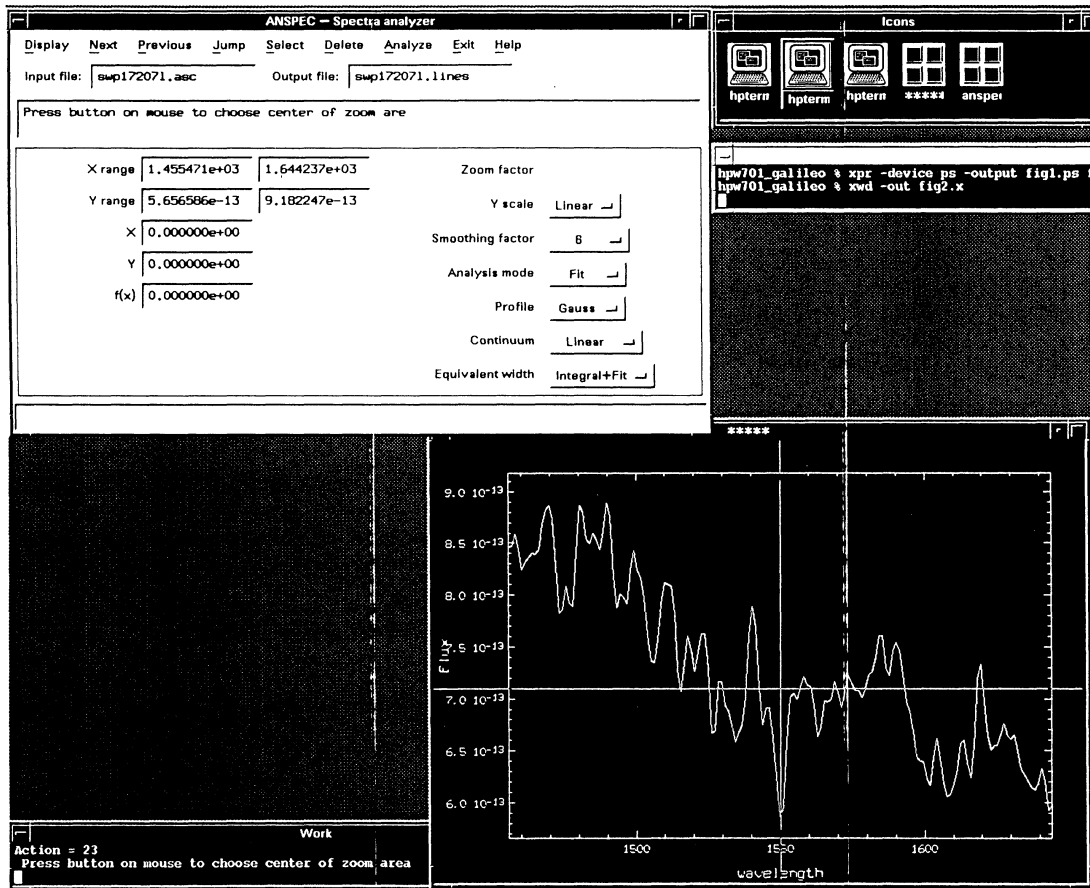 ANSPEC — Spectra analyzer
Display Next Previous Jump Select Delete Analyze Exit Help
Input file: swp172071.asc Output file: swp172071.lines
Press button on mouse to choose center of zoom are
X range 1.455471e+03 1.644237e+03
Y range 5.656586e-13 9.182247e-13
X 0.000000e+00
Y 0.000000e+00
f(x) 0.000000e+00
Zoom factor
Y scale Linear
Smoothing factor 6
Analysis mode Fit
Profile Gauss
Continuum Linear
Equivalent width Integral+Fit
Icons
hpterm hpterm hpterm ***** anspe
hpw701_galileo % xpr -device ps -output fig1.ps f
hpw701_galileo % xwd -out fig2.x
*****
9.0 10-13
8.5 10-13
8.0 10-13
7.5 10-13
7.0 10-13
6.5 10-13
6.0 10-13
Flux
1500 1550 1600
wavelength
Work
Action = 23
Press button on mouse to choose center of zoom area